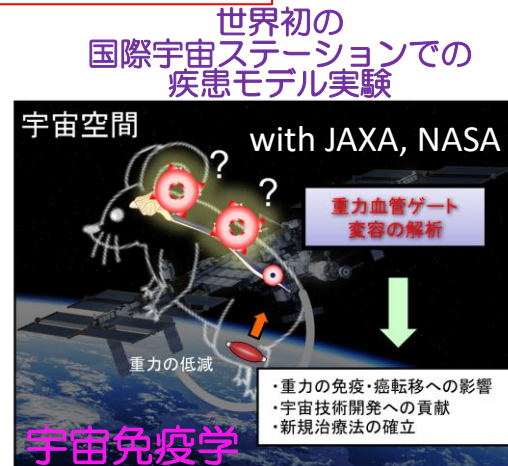 世界初の
国際宇宙ステーションでの
疾患モデル実験
宇宙空間
with JAXA, NASA
?
?
重力血管ゲート
変容の解析
重力の低減
・重力の免疫・癌転移への影響
・宇宙技術開発への貢献
・新規治療法の確立
宇宙免疫学